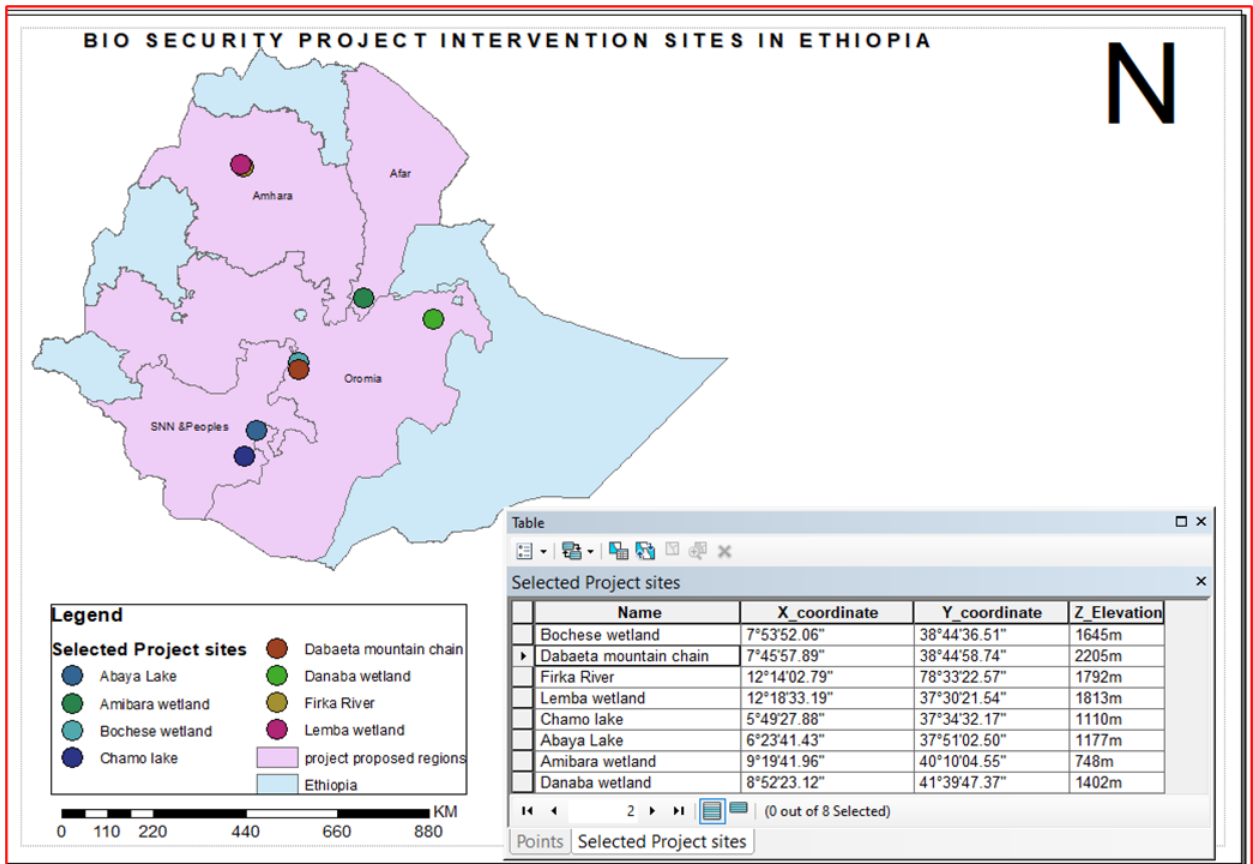 BIO SECURITY PROJECT INTERVENTION SITES IN ETHIOPIA
N
Afar
Amhara
Oromia
SNN &Peoples
Legend
Selected Project sites
Abaya Lake
Amibara wetland
Bochese wetland
Chamo lake
Dabaeta mountain chain
Danaba wetland
Firka River
Lemba wetland
project proposed regions
Ethiopia
KM
0 110 220 440 660 880
Table
Selected Project sites
Name X_coordinate Y_coordinate Z_Elevation
Bochese wetland 7°53'52.06" 38°44'36.51" 1645m
Dabaeta mountain chain 7°45'57.89" 38°44'58.74" 2205m
Firka River 12°14'02.79" 78°33'22.57" 1792m
Lemba wetland 12°18'33.19" 37°30'21.54" 1813m
Chamo lake 5°49'27.88" 37°34'32.17" 1110m
Abaya Lake 6°23'41.43" 37°51'02.50" 1177m
Amibara wetland 9°19'41.96" 40°10'04.55" 748m
Danaba wetland 8°52'23.12" 41°39'47.37" 1402m
2 (0 out of 8 Selected)
Points Selected Project sites